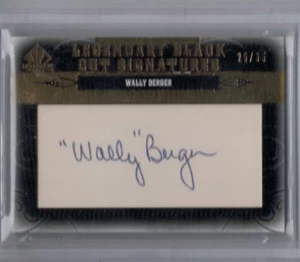 LEGENDARY BLACK
CUT SIGNATURES
WALLY BERGER
"Wally" Berger